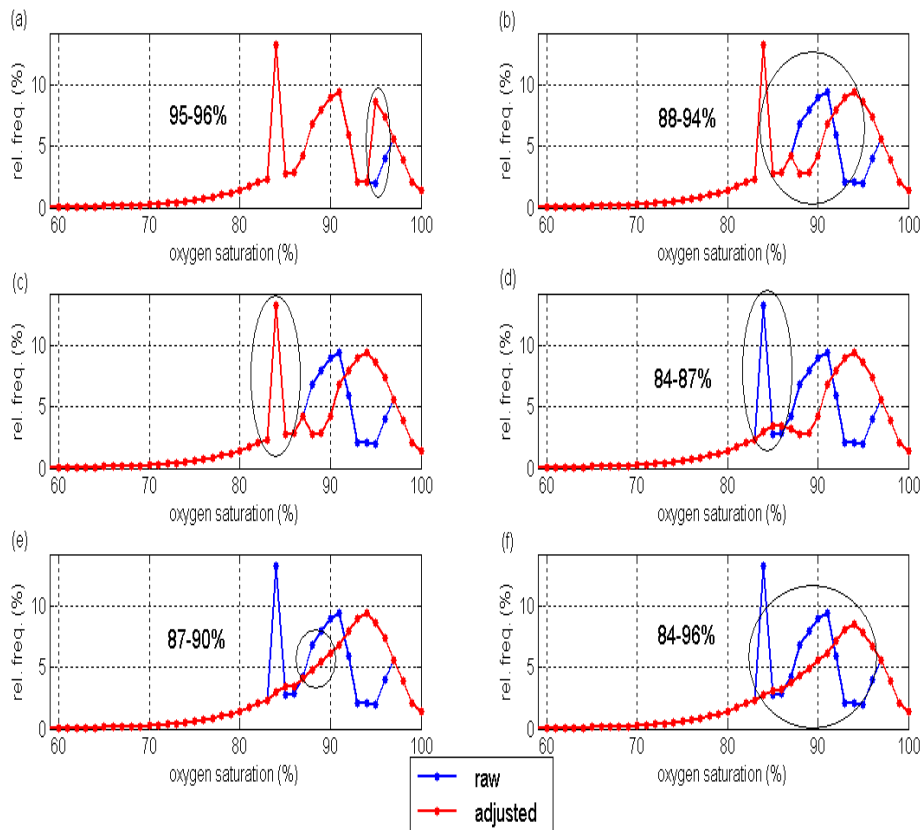 (a)
rel. freq. (%)
10
5
0
95-96%
60 70 80 90 100
oxygen saturation (%)
(b)
rel. freq. (%)
10
5
0
88-94%
60 70 80 90 100
oxygen saturation (%)
(c)
rel. freq. (%)
10
5
0
60 70 80 90 100
oxygen saturation (%)
(d)
rel. freq. (%)
10
5
0
84-87%
60 70 80 90 100
oxygen saturation (%)
(e)
rel. freq. (%)
10
5
0
87-90%
60 70 80 90 100
oxygen saturation (%)
(f)
rel. freq. (%)
10
5
0
84-96%
60 70 80 90 100
oxygen saturation (%)
raw
adjusted